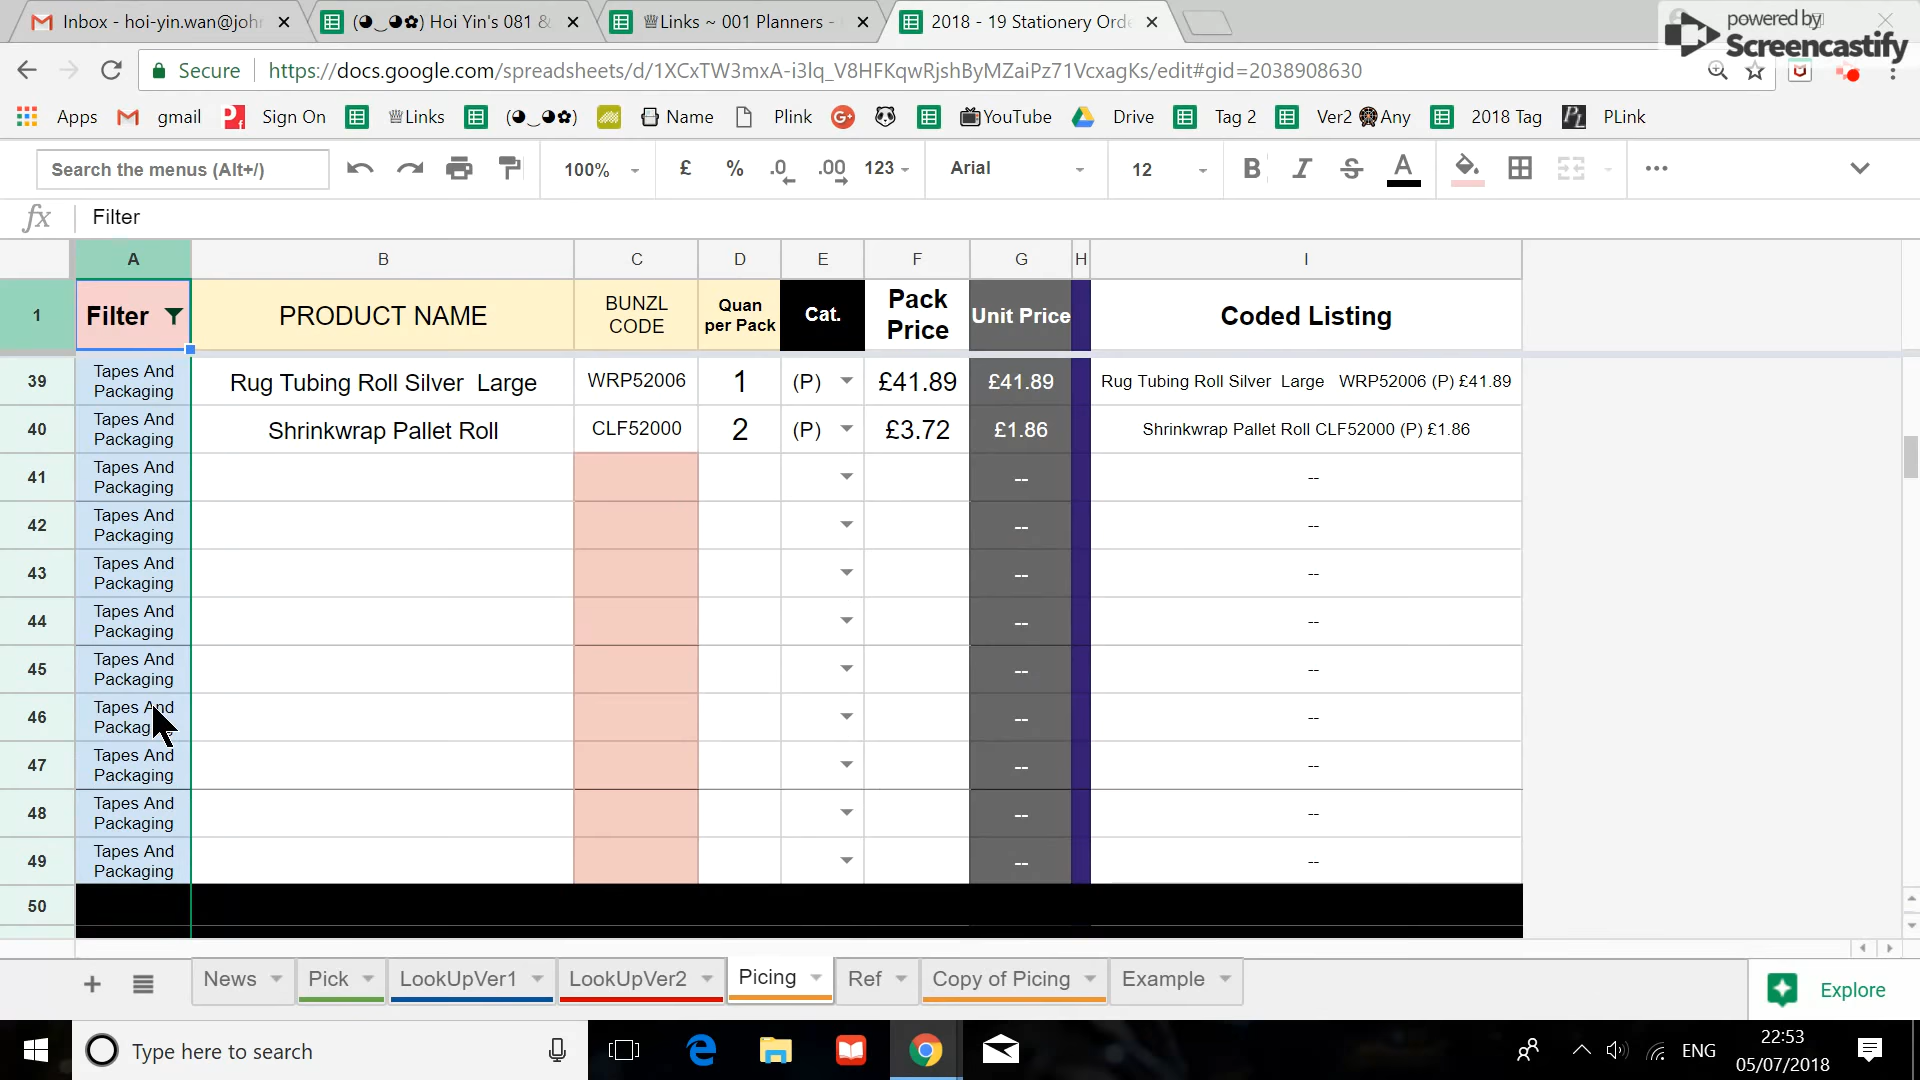 Inbox - hoi-yin.wan@joh
(◕‿◕✿) Hoi Yin's 081 &
♕Links ~ 001 Planners -
2018 - 19 Stationery Orde
powered by
Screencastify
Secure
https://docs.google.com/spreadsheets/d/1XCxTW3mxA-i3lq_V8HFKqwRjshByMZaiPz71VcxagKs/edit#gid=2038908630
Apps
gmail
Sign On
♕Links
(◕‿◕✿)
Name
Plink
YouTube
Drive
Tag 2
Ver2 Any
2018 Tag
PLink
Search the menus (Alt+/)
100%
£
%
.0
.00
123
Arial
12
B
I
S
A
fx
Filter
A B C D E F G H I
1 Filter PRODUCT NAME BUNZL CODE Quan per Pack Cat. Pack Price Unit Price Coded Listing
39 Tapes And Packaging Rug Tubing Roll Silver Large WRP52006 1 (P) £41.89 £41.89 Rug Tubing Roll Silver Large WRP52006 (P) £41.89
40 Tapes And Packaging Shrinkwrap Pallet Roll CLF52000 2 (P) £3.72 £1.86 Shrinkwrap Pallet Roll CLF52000 (P) £1.86
41 Tapes And Packaging -- --
42 Tapes And Packaging -- --
43 Tapes And Packaging -- --
44 Tapes And Packaging -- --
45 Tapes And Packaging -- --
46 Tapes And Packag -- --
47 Tapes And Packaging -- --
48 Tapes And Packaging -- --
49 Tapes And Packaging -- --
50
News
Pick
LookUpVer1
LookUpVer2
Picing
Ref
Copy of Picing
Example
Explore
Type here to search
ENG
22:53
05/07/2018